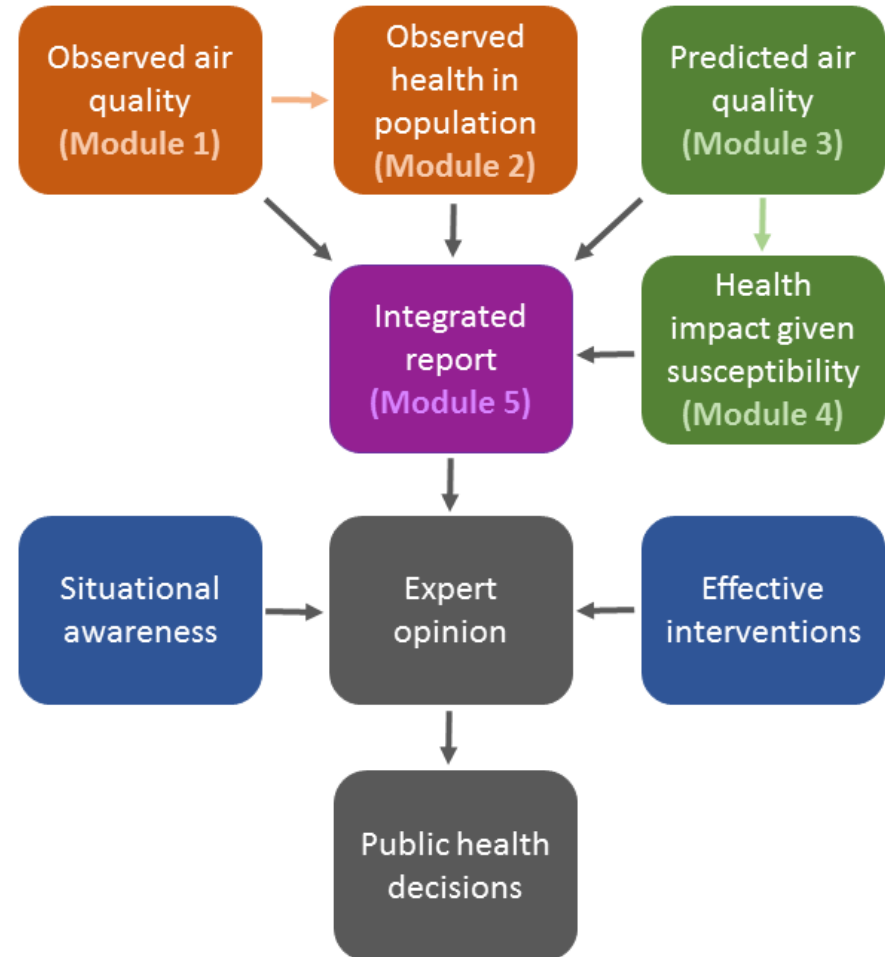 Observed air
quality
(Module 1)
Observed
health in
population
(Module 2)
Predicted air
quality
(Module 3)
Integrated
report
(Module 5)
Health
impact given
susceptibility
(Module 4)
Situational
awareness
Expert
opinion
Effective
interventions
Public health
decisions